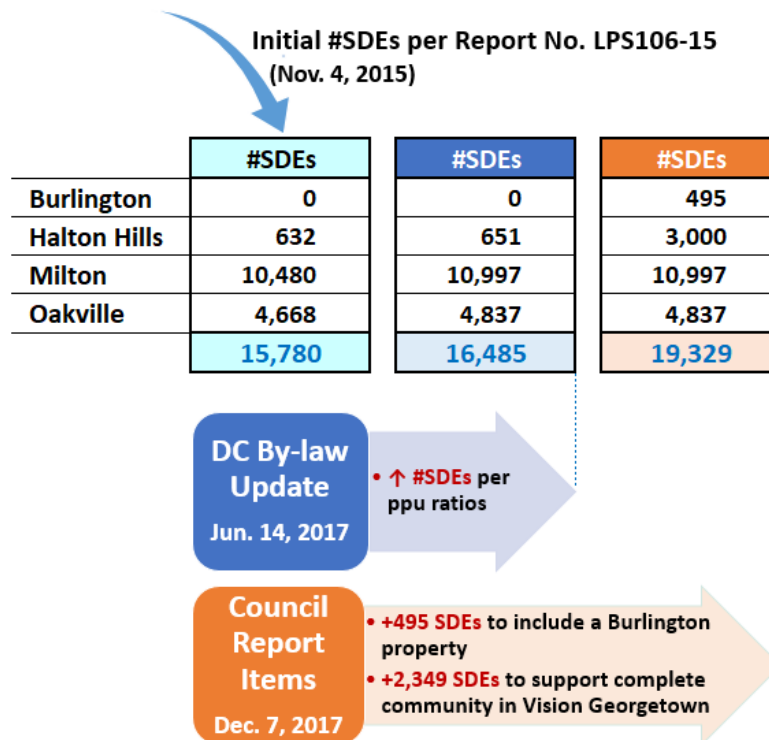 Initial #SDEs per Report No. LPS106-15
(Nov. 4, 2015)
#SDEs #SDEs #SDEs
Burlington 0 0 495
Halton Hills 632 651 3,000
Milton 10,480 10,997 10,997
Oakville 4,668 4,837 4,837
15,780 16,485 19,329
DC By-law
Update
Jun. 14, 2017
• ↑ #SDEs per
ppu ratios
Council
Report
Items
Dec. 7, 2017
• +495 SDEs to include a Burlington
property
• +2,349 SDEs to support complete
community in Vision Georgetown